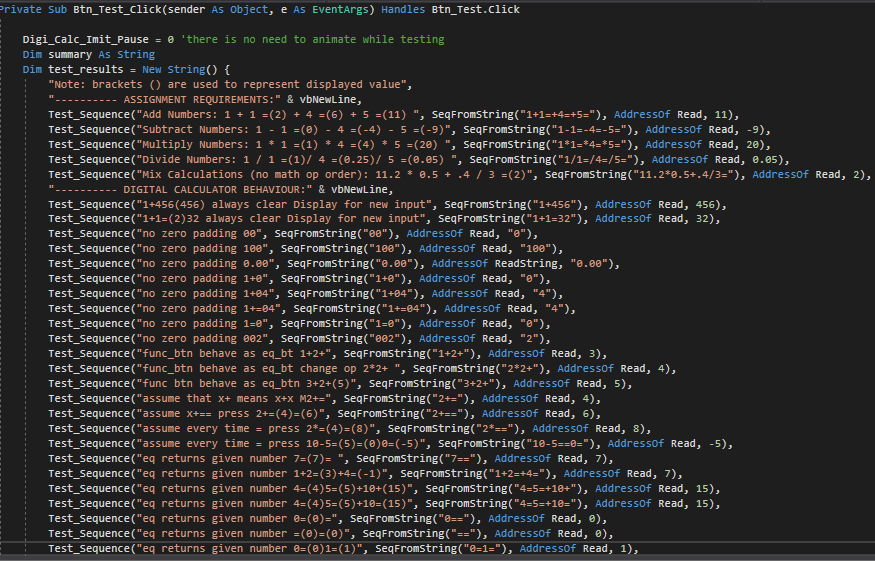 Private Sub Btn_Test_Click(sender As Object, e As EventArgs) Handles Btn_Test.Click
Digi_Calc_Imit_Pause = 0 'there is no need to animate while testing
Dim summary As String
Dim test_results = New String() {
"Note: brackets () are used to represent displayed value",
"---------- ASSIGNMENT REQUIREMENTS:" & vbNewLine,
Test_Sequence("Add Numbers: 1 + 1 =(2) + 4 =(6) + 5 =(11) ", SeqFromString("1+1=+4=+5="), AddressOf Read, 11),
Test_Sequence("Subtract Numbers: 1 - 1 =(0) - 4 =(-4) - 5 =(-9)", SeqFromString("1-1=-4=-5="), AddressOf Read, -9),
Test_Sequence("Multiply Numbers: 1 * 1 =(1) * 4 =(4) * 5 =(20) ", SeqFromString("1*1=*4=*5="), AddressOf Read, 20),
Test_Sequence("Divide Numbers: 1 / 1 =(1)/ 4 =(0.25)/ 5 =(0.05) ", SeqFromString("1/1=/4=/5="), AddressOf Read, 0.05),
Test_Sequence("Mix Calculations (no math op order): 11.2 * 0.5 + .4 / 3 =(2)", SeqFromString("11.2*0.5+.4/3="), AddressOf Read, 2),
"---------- DIGITAL CALCULATOR BEHAVIOUR:" & vbNewLine,
Test_Sequence("1+456(456) always clear Display for new input", SeqFromString("1+456"), AddressOf Read, 456),
Test_Sequence("1+1=(2)32 always clear Display for new input", SeqFromString("1+1=32"), AddressOf Read, 32),
Test_Sequence("no zero padding 00", SeqFromString("00"), AddressOf Read, "0"),
Test_Sequence("no zero padding 100", SeqFromString("100"), AddressOf Read, "100"),
Test_Sequence("no zero padding 0.00", SeqFromString("0.00"), AddressOf ReadString, "0.00"),
Test_Sequence("no zero padding 1+0", SeqFromString("1+0"), AddressOf Read, "0"),
Test_Sequence("no zero padding 1+04", SeqFromString("1+04"), AddressOf Read, "4"),
Test_Sequence("no zero padding 1+=04", SeqFromString("1+=04"), AddressOf Read, "4"),
Test_Sequence("no zero padding 1=0", SeqFromString("1=0"), AddressOf Read, "0"),
Test_Sequence("no zero padding 002", SeqFromString("002"), AddressOf Read, "2"),
Test_Sequence("func_btn behave as eq_bt 1+2+", SeqFromString("1+2+"), AddressOf Read, 3),
Test_Sequence("func_btn behave as eq_bt change op 2*2+ ", SeqFromString("2*2+"), AddressOf Read, 4),
Test_Sequence("func btn behave as eq_btn 3+2+(5)", SeqFromString("3+2+"), AddressOf Read, 5),
Test_Sequence("assume that x+ means x+x M2+=", SeqFromString("2+="), AddressOf Read, 4),
Test_Sequence("assume x+== press 2+=(4)=(6)", SeqFromString("2+=="), AddressOf Read, 6),
Test_Sequence("assume every time = press 2*=(4)=(8)", SeqFromString("2*=="), AddressOf Read, 8),
Test_Sequence("assume every time = press 10-5=(5)=(0)0=(-5)", SeqFromString("10-5==0="), AddressOf Read, -5),
Test_Sequence("eq returns given number 7=(7)= ", SeqFromString("7=="), AddressOf Read, 7),
Test_Sequence("eq returns given number 1+2=(3)+4=(-1)", SeqFromString("1+2=+4="), AddressOf Read, 7),
Test_Sequence("eq returns given number 4=(4)5=(5)+10+(15)", SeqFromString("4=5=+10+"), AddressOf Read, 15),
Test_Sequence("eq returns given number 4=(4)5=(5)+10=(15)", SeqFromString("4=5=+10="), AddressOf Read, 15),
Test_Sequence("eq returns given number 0=(0)=", SeqFromString("0=="), AddressOf Read, 0),
Test_Sequence("eq returns given number =(0)=(0)", SeqFromString("=="), AddressOf Read, 0),
Test_Sequence("eq returns given number 0=(0)1=(1)", SeqFromString("0=1="), AddressOf Read, 1),